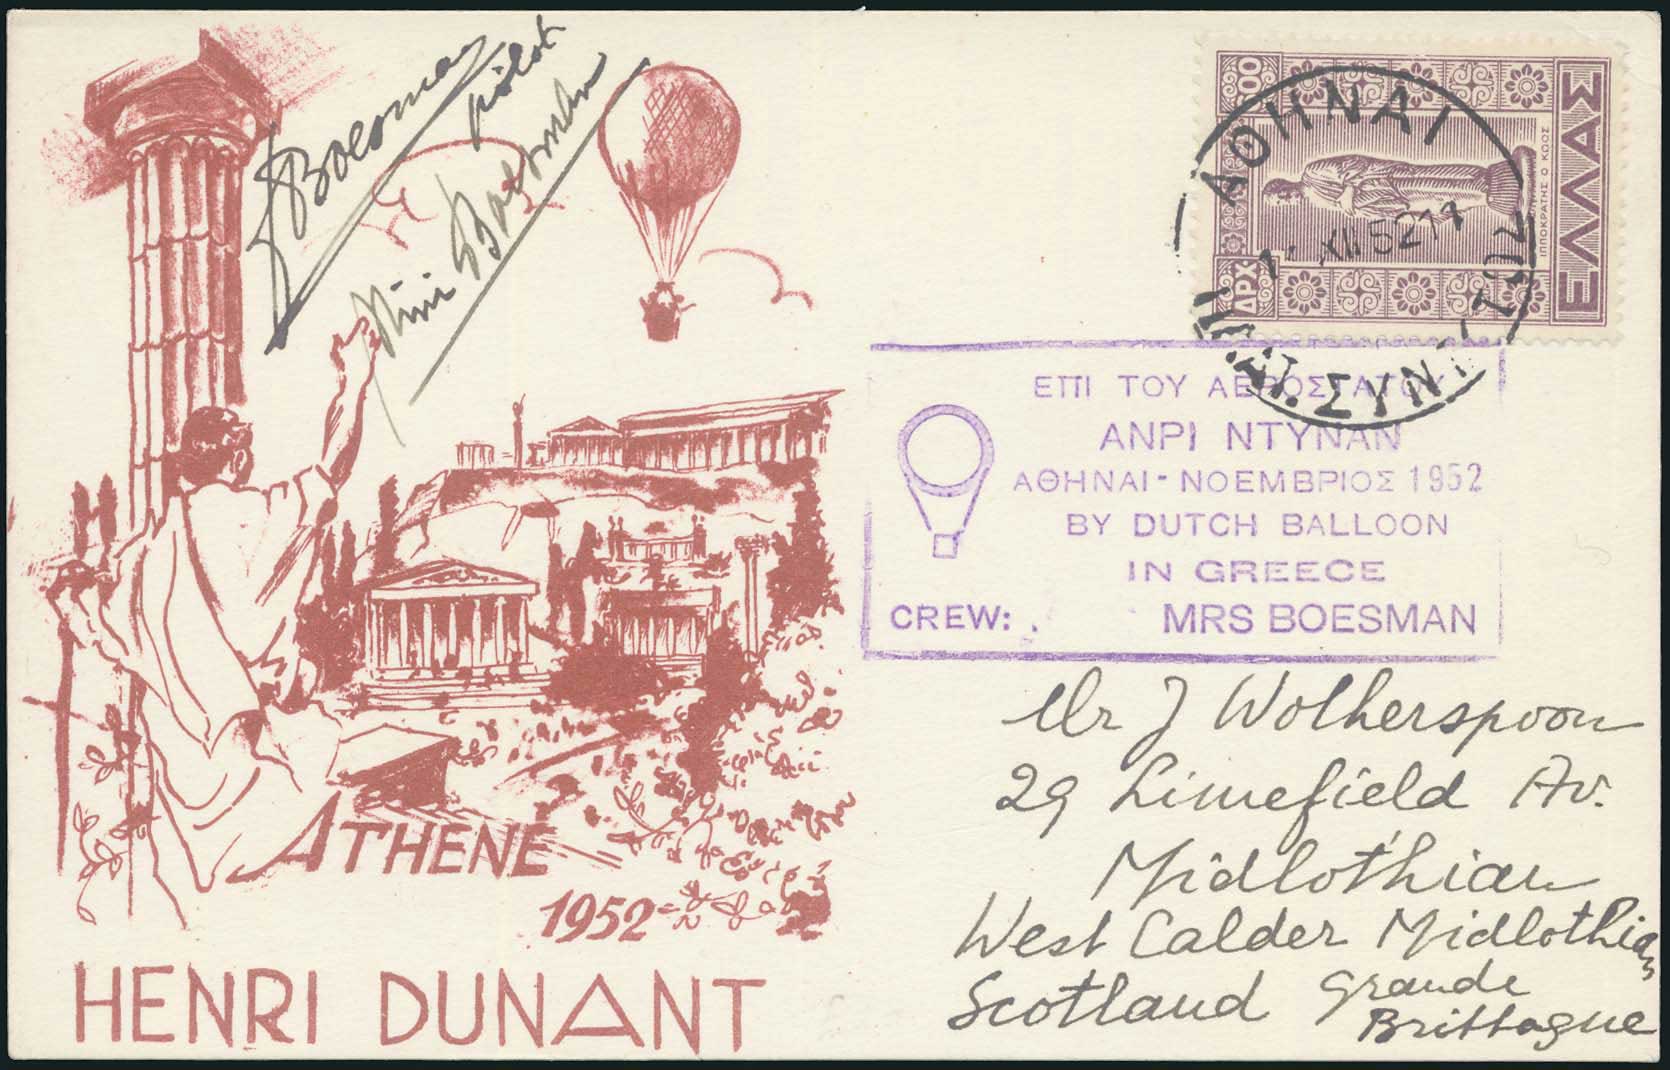 Boesman
pilot
Mini Boesman
ATHENE
1952
HENRI DUNANT
ΕΛΛΑΣ
ΔΡΧ.
ΙΠΠΟΚΡΑΤΗΣ Ο ΚΩΟΣ
ΑΘΗΝΑΙ
XII 52
ΣΥΝ
ΕΠΙ ΤΟΥ ΑΕΡΟΣΤΑΤΟΥ
ΑΝΡΙ ΝΤΥΝΑΝ
ΑΘΗΝΑΙ - ΝΟΕΜΒΡΙΟΣ 1952
BY DUTCH BALLOON
IN GREECE
CREW: . MRS BOESMAN
Mr J Wotherspoon
29 Limefield Av.
Midlothian
West Calder Midlothian
Scotland Grande
Brittagne